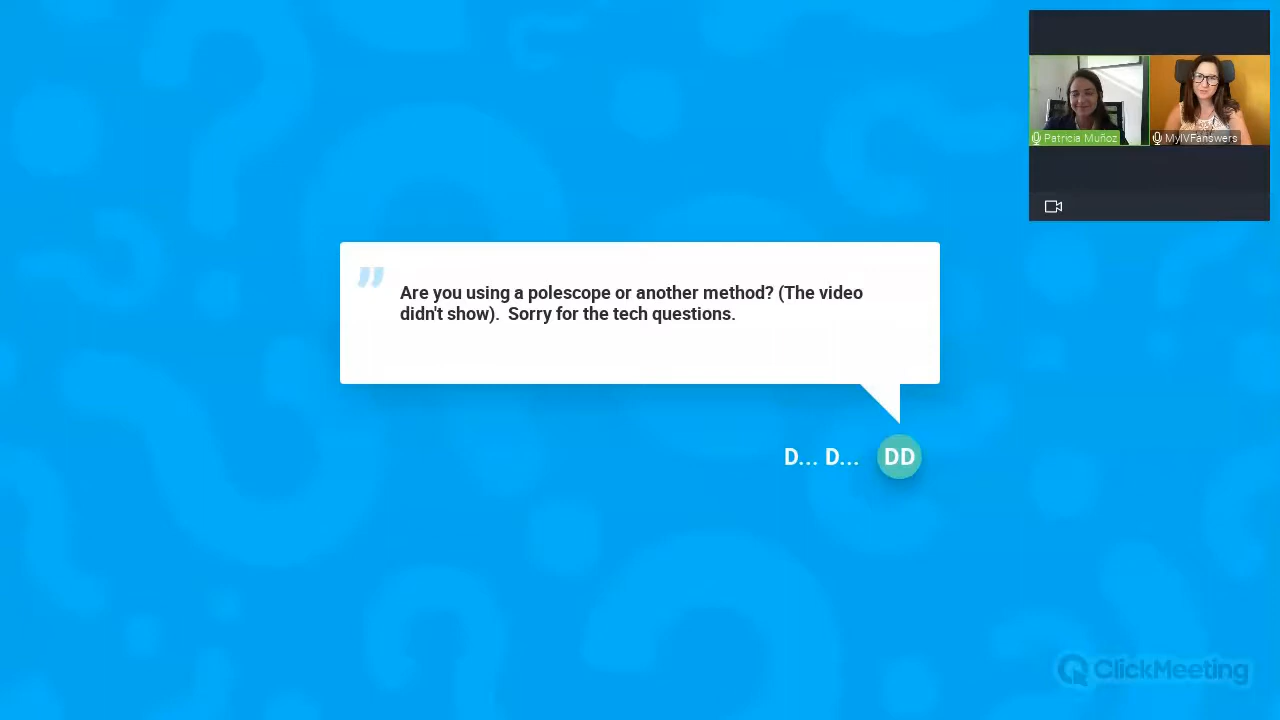 Patricia Muñoz
MyIVFanswers
Are you using a polescope or another method? (The video
didn't show).  Sorry for the tech questions.
D... D...
DD
ClickMeeting